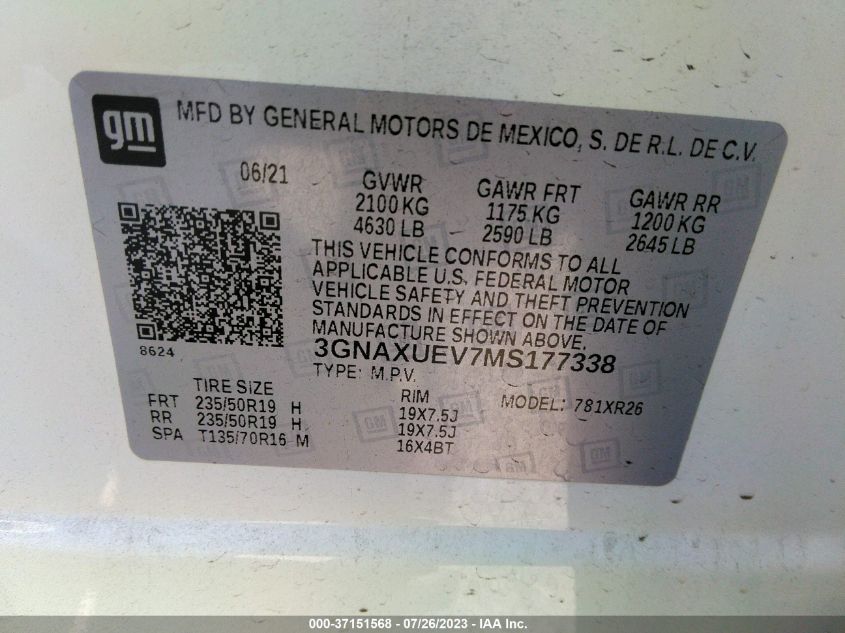 gm
MFD BY GENERAL MOTORS DE MEXICO, S. DE R.L. DE C.V.
06/21
GVWR GAWR FRT GAWR RR
2100 KG 1175 KG 1200 KG
4630 LB 2590 LB 2645 LB
THIS VEHICLE CONFORMS TO ALL
APPLICABLE U.S. FEDERAL MOTOR
VEHICLE SAFETY AND THEFT PREVENTION
STANDARDS IN EFFECT ON THE DATE OF
MANUFACTURE SHOWN ABOVE.
8624
3GNAXUEV7MS177338
TYPE: M.P.V.
TIRE SIZE RIM MODEL: 781XR26
FRT 235/50R19 H 19X7.5J
RR 235/50R19 H 19X7.5J
SPA T135/70R16 M 16X4BT
000-37151568 - 07/26/2023 - IAA Inc.